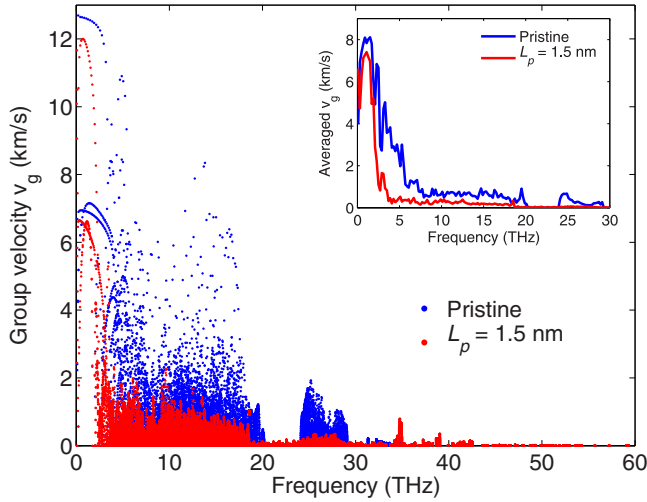 12
10
8
6
4
2
0
Group velocity v_g (km/s)
0 10 20 30 40 50 60
Frequency (THz)
Pristine
L_p = 1.5 nm
8
6
4
2
0
Averaged v_g (km/s)
0 5 10 15 20 25 30
Frequency (THz)
Pristine
L_p = 1.5 nm